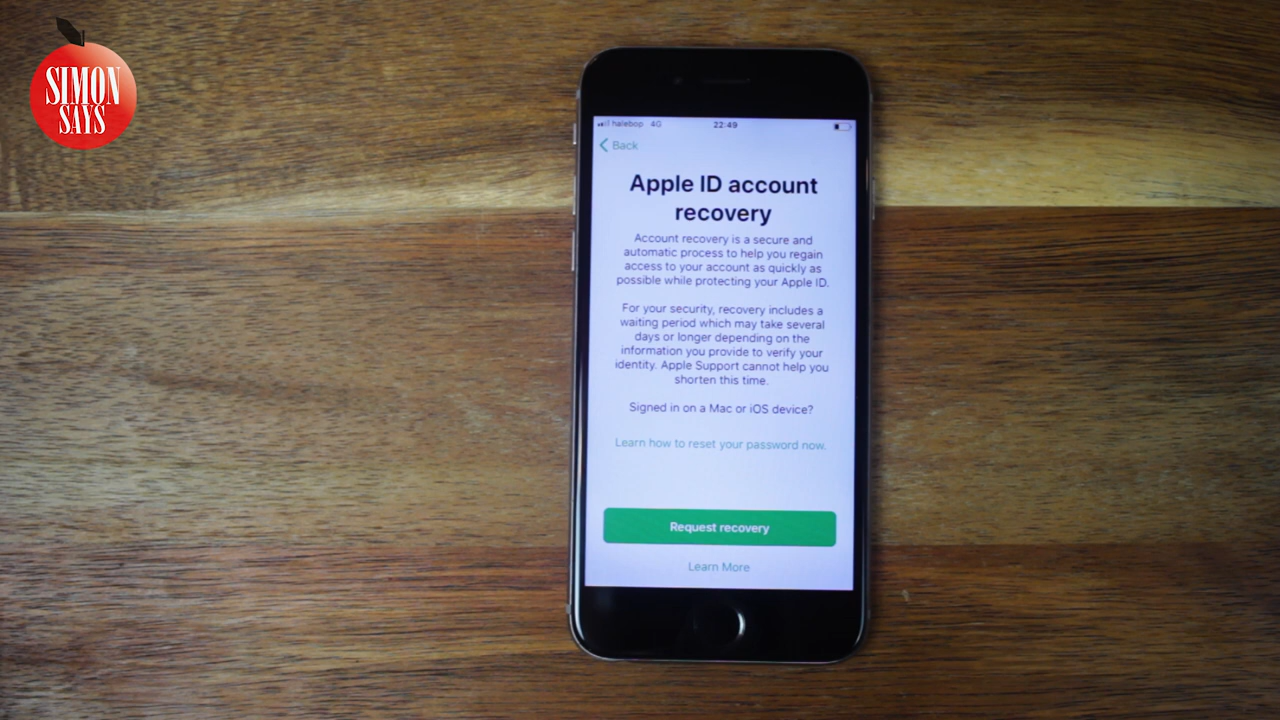 SIMON
SAYS
halebop 4G
22:49
Back
Apple ID account
recovery
Account recovery is a secure and
automatic process to help you regain
access to your account as quickly as
possible while protecting your Apple ID.
For your security, recovery includes a
waiting period which may take several
days or longer depending on the
information you provide to verify your
identity. Apple Support cannot help you
shorten this time.
Signed in on a Mac or iOS device?
Learn how to reset your password now.
Request recovery
Learn More